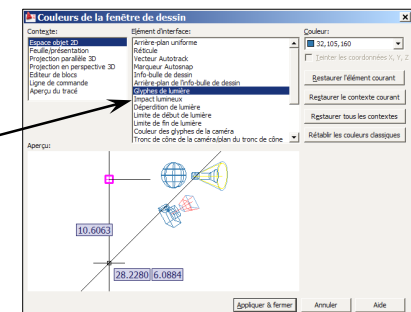 Couleurs de la fenêtre de dessin
Contexte:
Espace objet 2D
Feuille/présentation
Projection parallèle 3D
Projection en perspective 3D
Editeur de blocs
Ligne de commande
Aperçu du tracé
Elément d'interface:
Arrière-plan uniforme
Réticule
Vecteur Autotrack
Marqueur Autosnap
Info-bulle de dessin
Arrière-plan de l'info-bulle de dessin
Glyphes de lumière
Impact lumineux
Déperdition de lumière
Limite de début de lumière
Limite de fin de lumière
Couleur des glyphes de la caméra
Tronc de cône de la caméra/plan du tronc de cône
Couleur:
32,105,160
Teinter les coordonnées X, Y, Z
Restaurer l'élément courant
Restaurer le contexte courant
Restaurer tous les contextes
Rétablir les couleurs classiques
Aperçu:
10.6063
28.2280 6.0884
Appliquer & fermer
Annuler
Aide